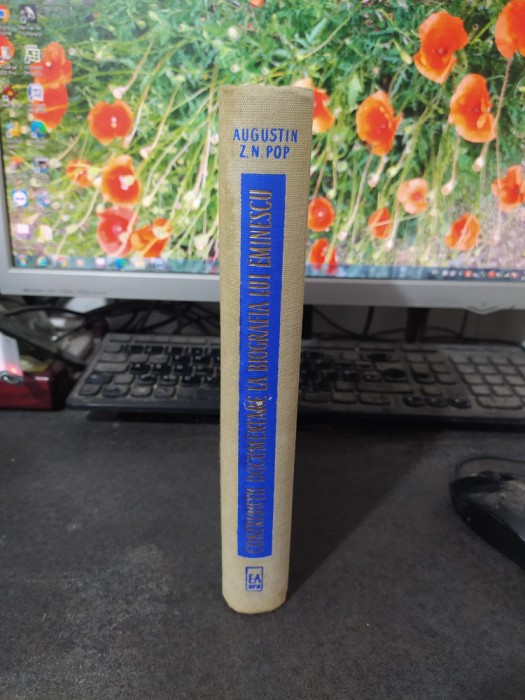 AUGUSTIN
Z. N. POP
CONTRIBUȚII DOCUMENTARE LA BIOGRAFIA LUI EMINESCU
EA